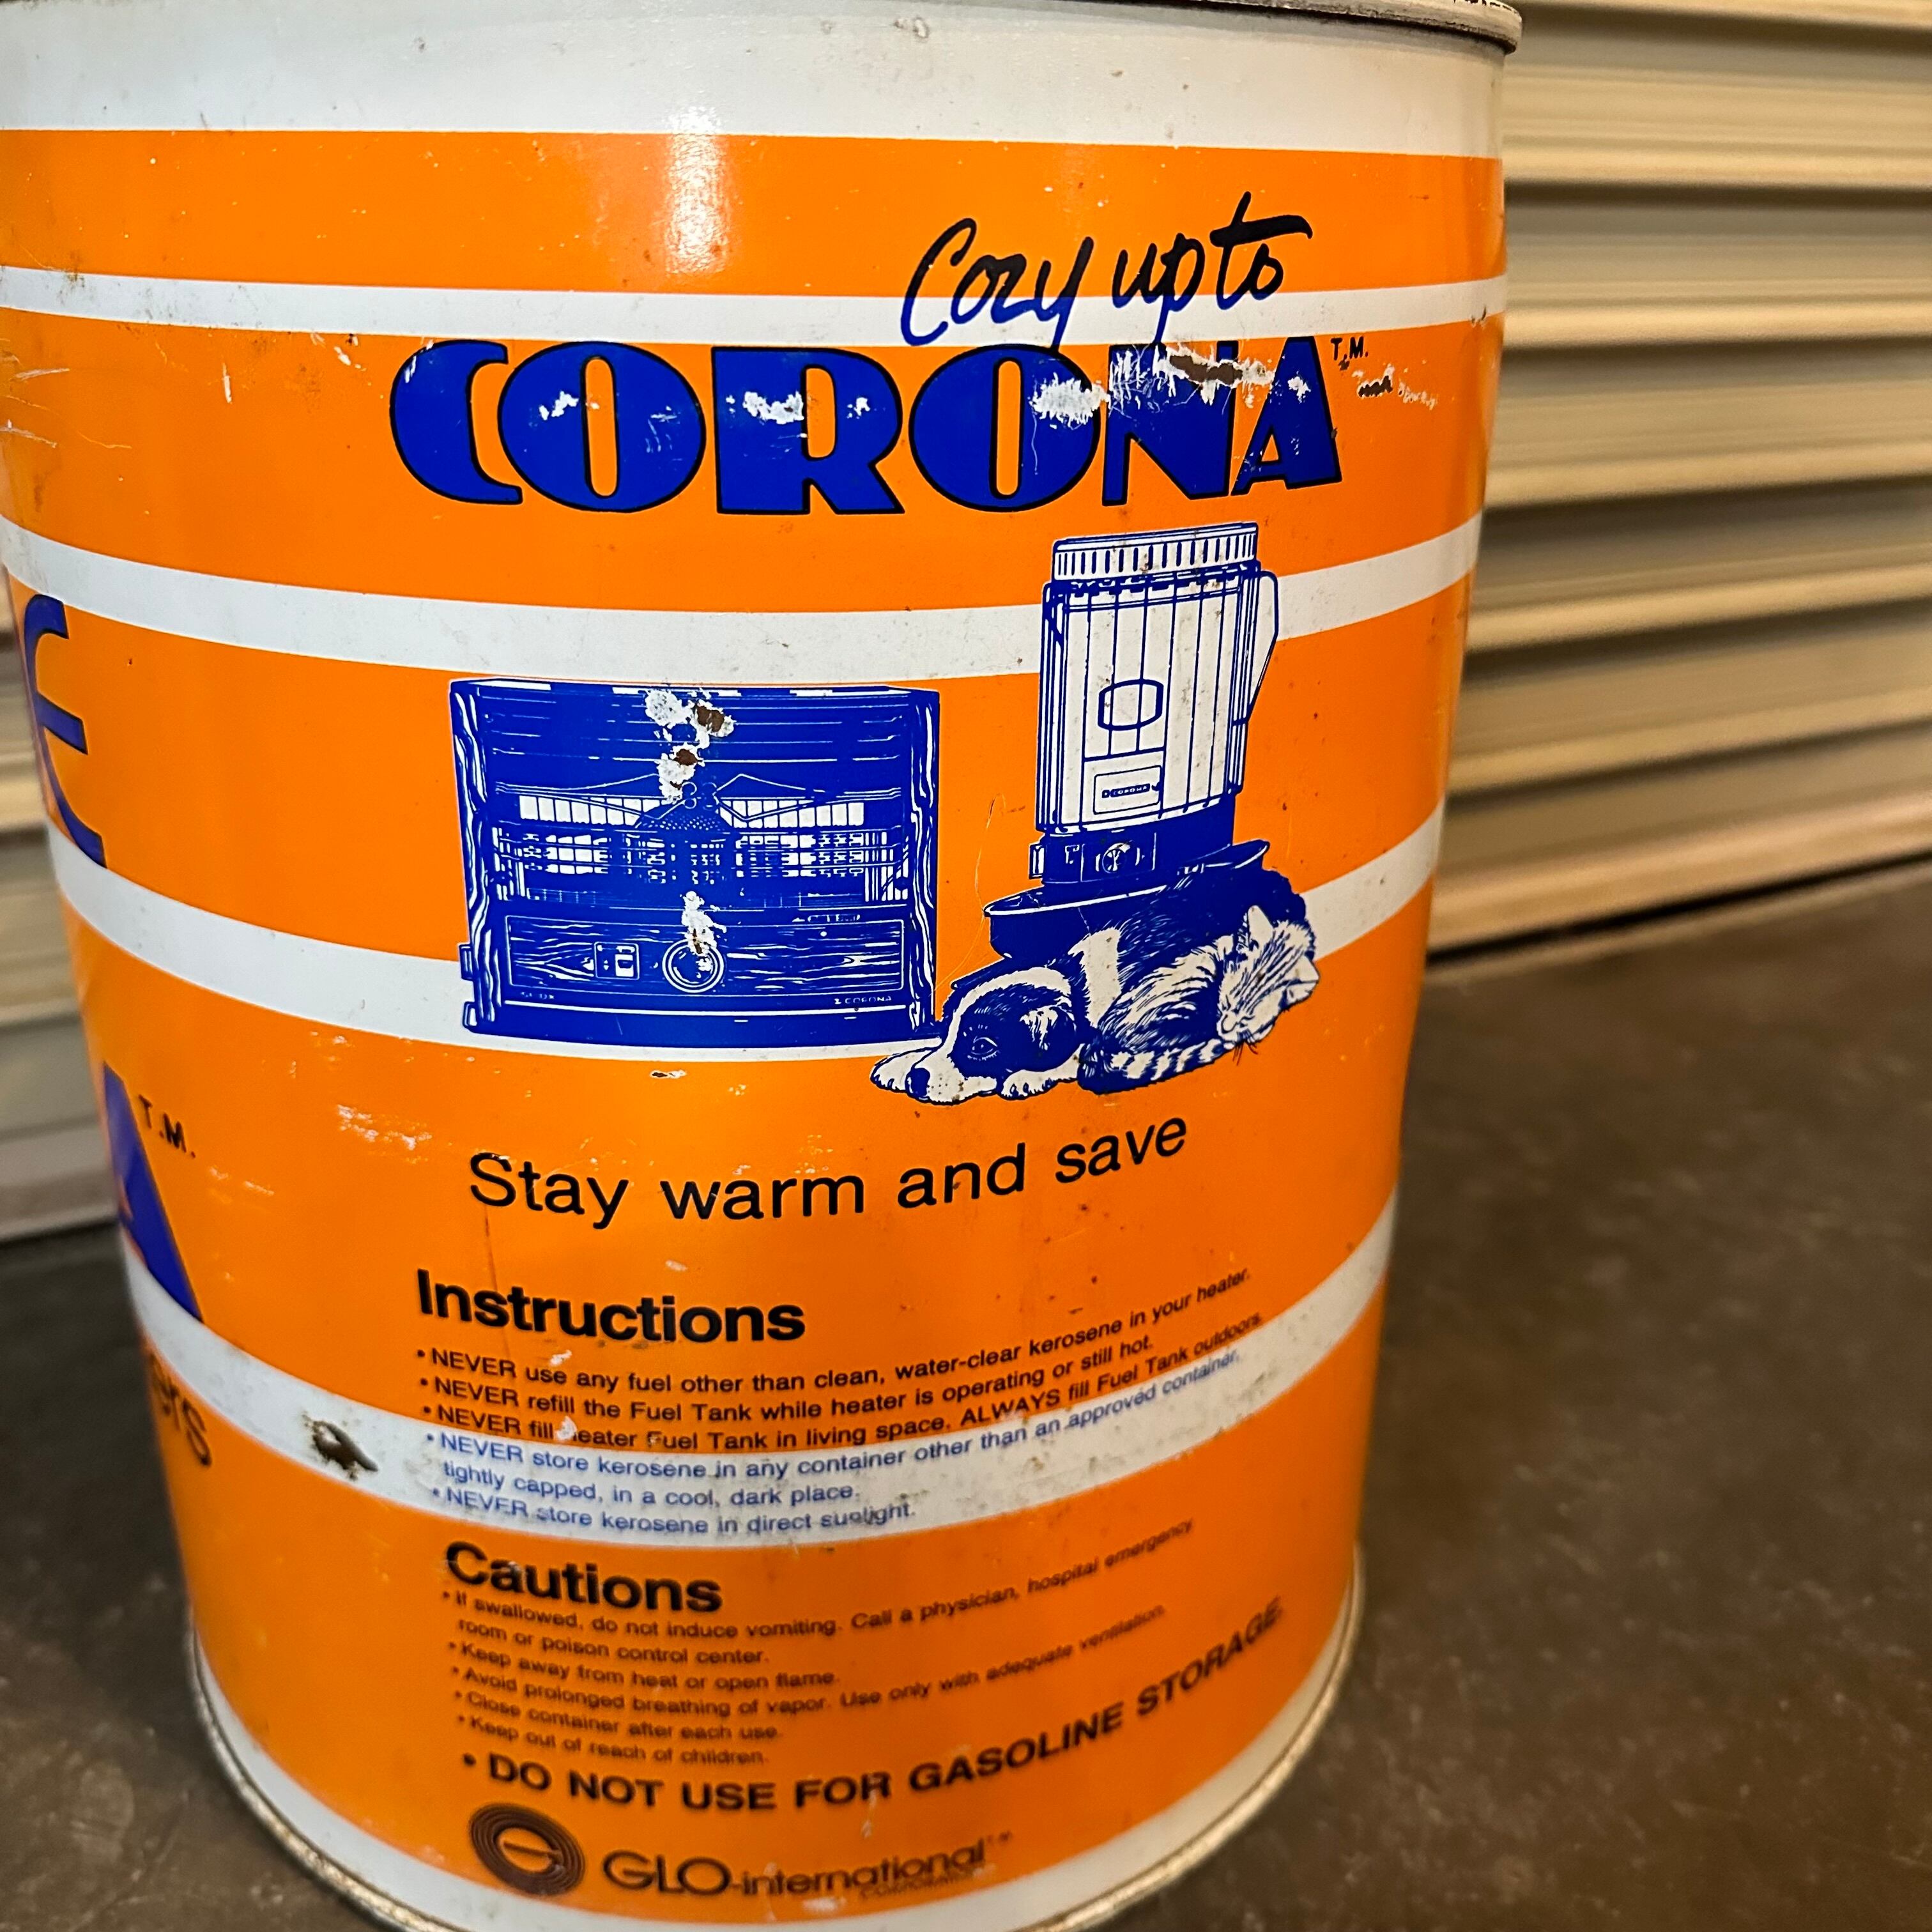 Cozy up to
CORONA T.M.
CORONA
CORONA
T.M.
Stay warm and save
Instructions
• NEVER use any fuel other than clean, water-clear kerosene in your heater.
• NEVER refill the Fuel Tank while heater is operating or still hot.
• NEVER fill eater Fuel Tank in living space. ALWAYS fill Fuel Tank outdoors.
• NEVER store kerosene in any container other than an approved container,
tightly capped, in a cool, dark place.
• NEVER store kerosene in direct sunlight.
Cautions
• If swallowed, do not induce vomiting. Call a physician, hospital emergency
room or poison control center.
• Keep away from heat or open flame.
• Avoid prolonged breathing of vapor. Use only with adequate ventilation.
• Close container after each use.
• Keep out of reach of children.
• DO NOT USE FOR GASOLINE STORAGE.
GLO-international
CORPORATION